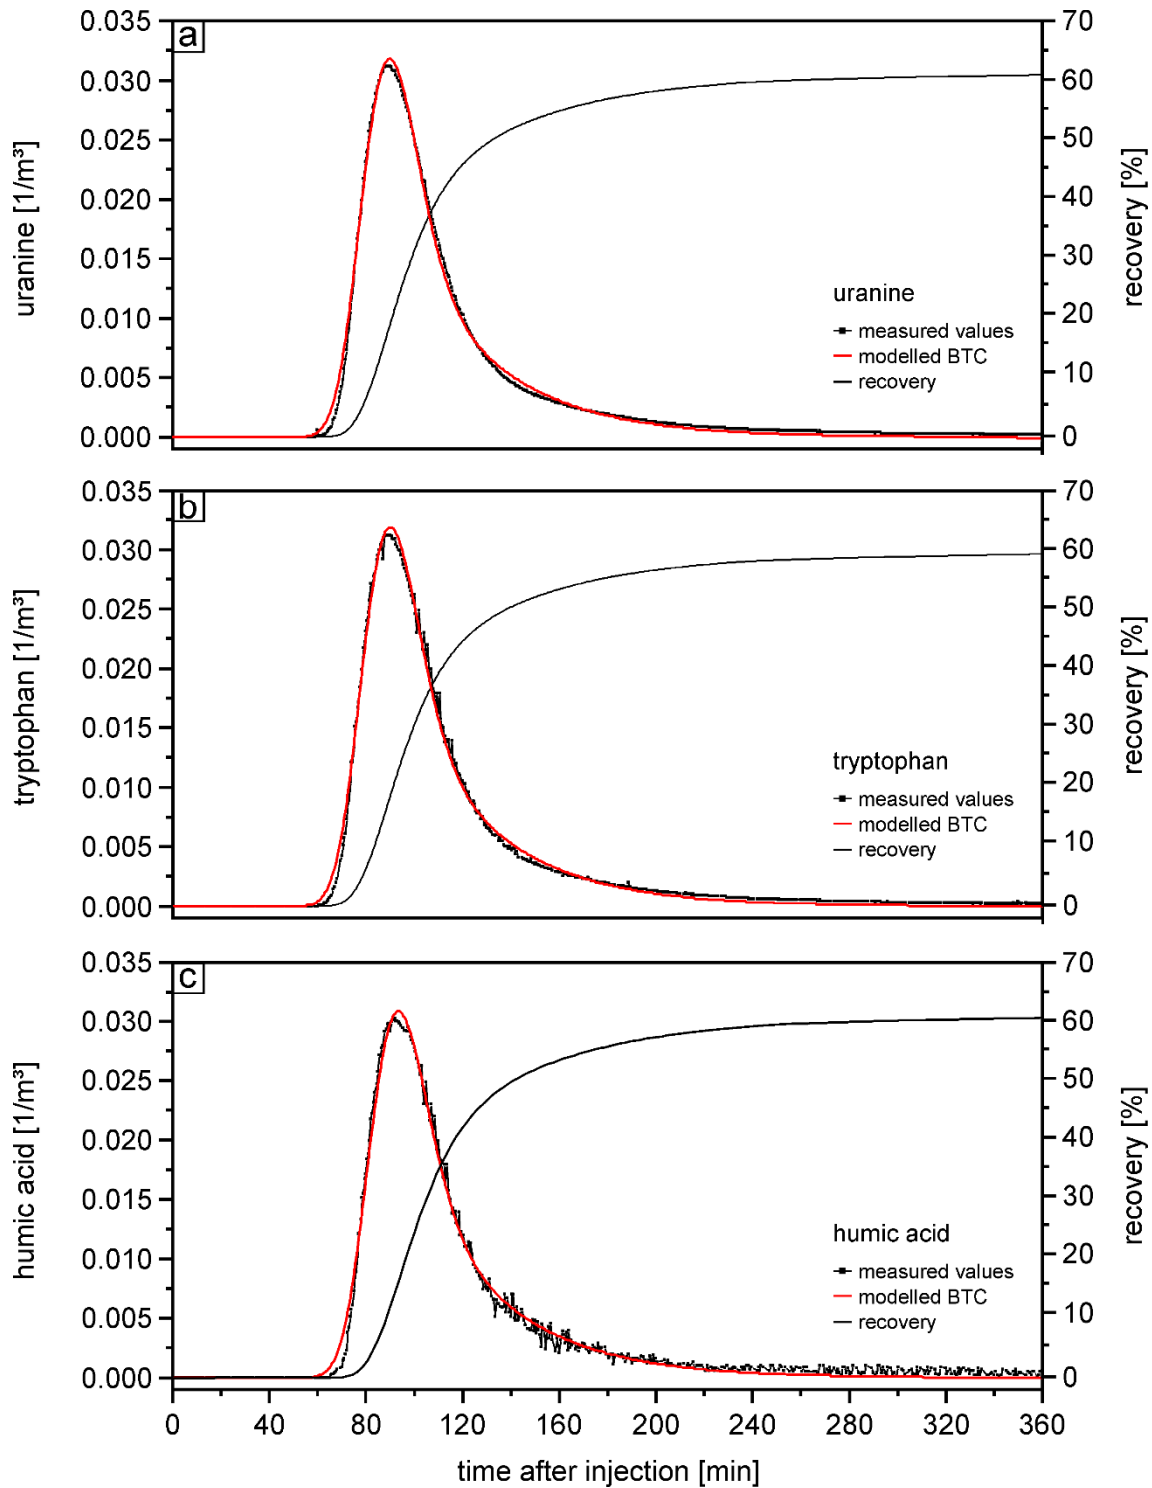 a
0.035
0.030
0.025
0.020
0.015
0.010
0.005
0.000
uranine [1/m³]
70
60
50
40
30
20
10
0
recovery [%]
uranine
measured values
modelled BTC
recovery
b
0.035
0.030
0.025
0.020
0.015
0.010
0.005
0.000
tryptophan [1/m³]
70
60
50
40
30
20
10
0
recovery [%]
tryptophan
measured values
modelled BTC
recovery
c
0.035
0.030
0.025
0.020
0.015
0.010
0.005
0.000
humic acid [1/m³]
70
60
50
40
30
20
10
0
recovery [%]
humic acid
measured values
modelled BTC
recovery
0 40 80 120 160 200 240 280 320 360
time after injection [min]